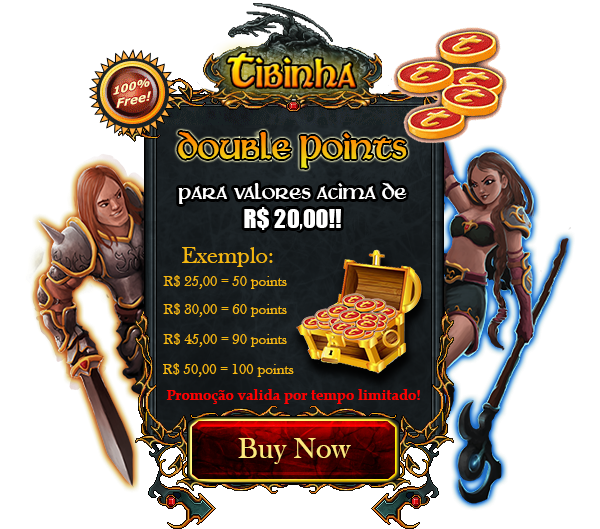 TIBINHA
100%
Free!
Double Points
PARA VALORES ACIMA DE
R$ 20,00!!
Exemplo:
R$ 25,00 = 50 points
R$ 30,00 = 60 points
R$ 45,00 = 90 points
R$ 50,00 = 100 points
Promoção valida por tempo limitado!
Buy Now